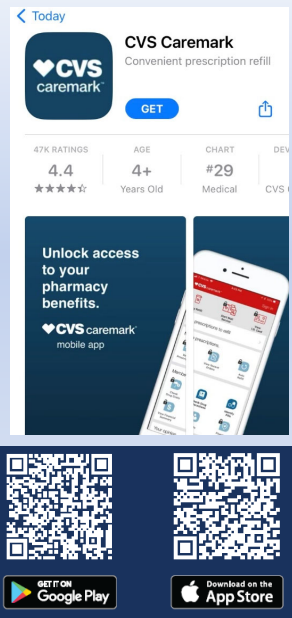 Today
CVS Caremark
Convenient prescription refill
CVS
caremark
GET
47K RATINGS
AGE
CHART
DEV
4.4
4+
#29
Years Old
Medical
CVS
Unlock access
to your
pharmacy
benefits.
CVS caremark
mobile app
GET IT ON
Google Play
Download on the
App Store